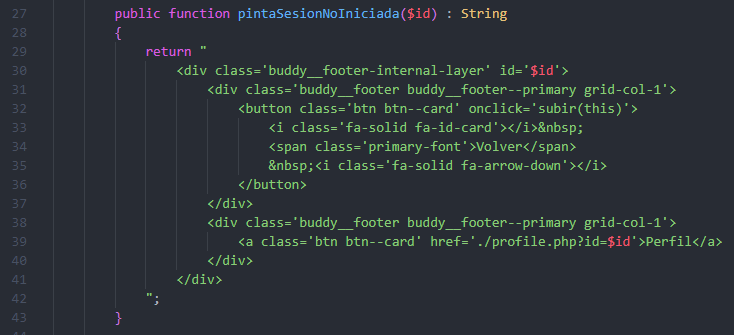 27 public function pintaSesionNoIniciada($id) : String
28 {
29 return "
30 <div class='buddy__footer-internal-layer' id='$id'>
31 <div class='buddy__footer buddy__footer--primary grid-col-1'>
32 <button class='btn btn--card' onclick='subir(this)'>
33 <i class='fa-solid fa-id-card'></i>&nbsp;
34 <span class='primary-font'>Volver</span>
35 &nbsp;<i class='fa-solid fa-arrow-down'></i>
36 </button>
37 </div>
38 <div class='buddy__footer buddy__footer--primary grid-col-1'>
39 <a class='btn btn--card' href='./profile.php?id=$id'>Perfil</a>
40 </div>
41 </div>
42 ";
43 }